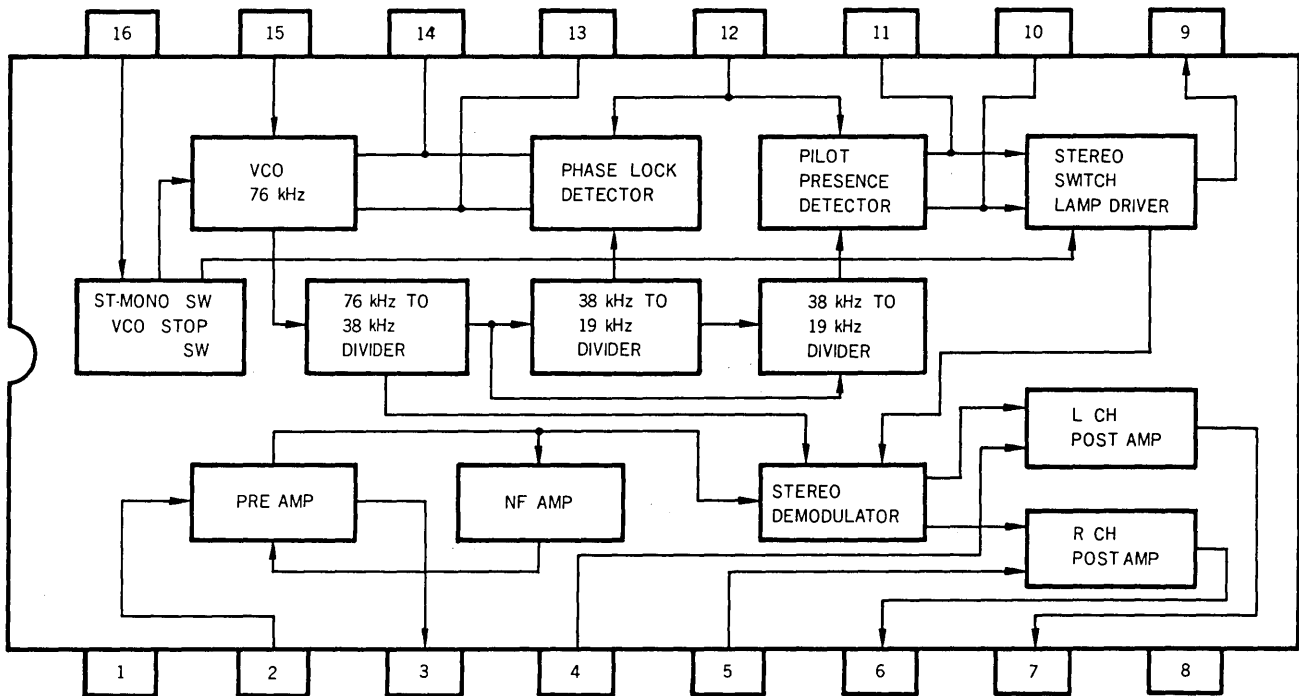 16 15 14 13 12 11 10 9
VCO
76 kHz
PHASE LOCK
DETECTOR
PILOT
PRESENCE
DETECTOR
STEREO
SWITCH
LAMP DRIVER
ST-MONO SW
VCO STOP
SW
76 kHz TO
38 kHz
DIVIDER
38 kHz TO
19 kHz
DIVIDER
38 kHz TO
19 kHz
DIVIDER
L CH
POST AMP
PRE AMP
NF AMP
STEREO
DEMODULATOR
R CH
POST AMP
1 2 3 4 5 6 7 8